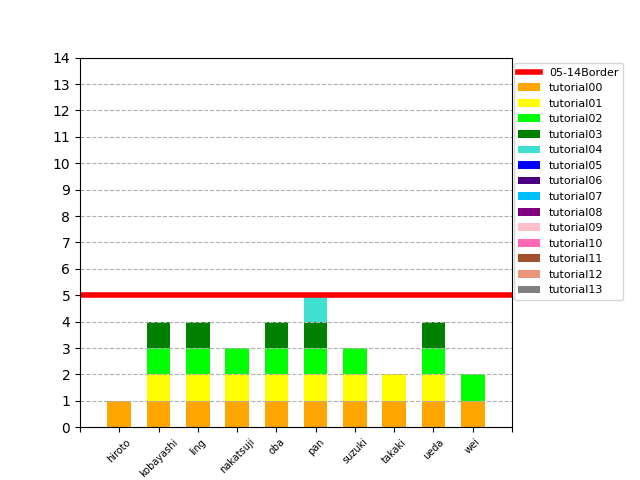 14
13
12
11
10
9
8
7
6
5
4
3
2
1
0
hiroto
kobayashi
ling
nakatsuji
oba
pan
suzuki
takaki
ueda
wei
05-14Border
tutorial00
tutorial01
tutorial02
tutorial03
tutorial04
tutorial05
tutorial06
tutorial07
tutorial08
tutorial09
tutorial10
tutorial11
tutorial12
tutorial13